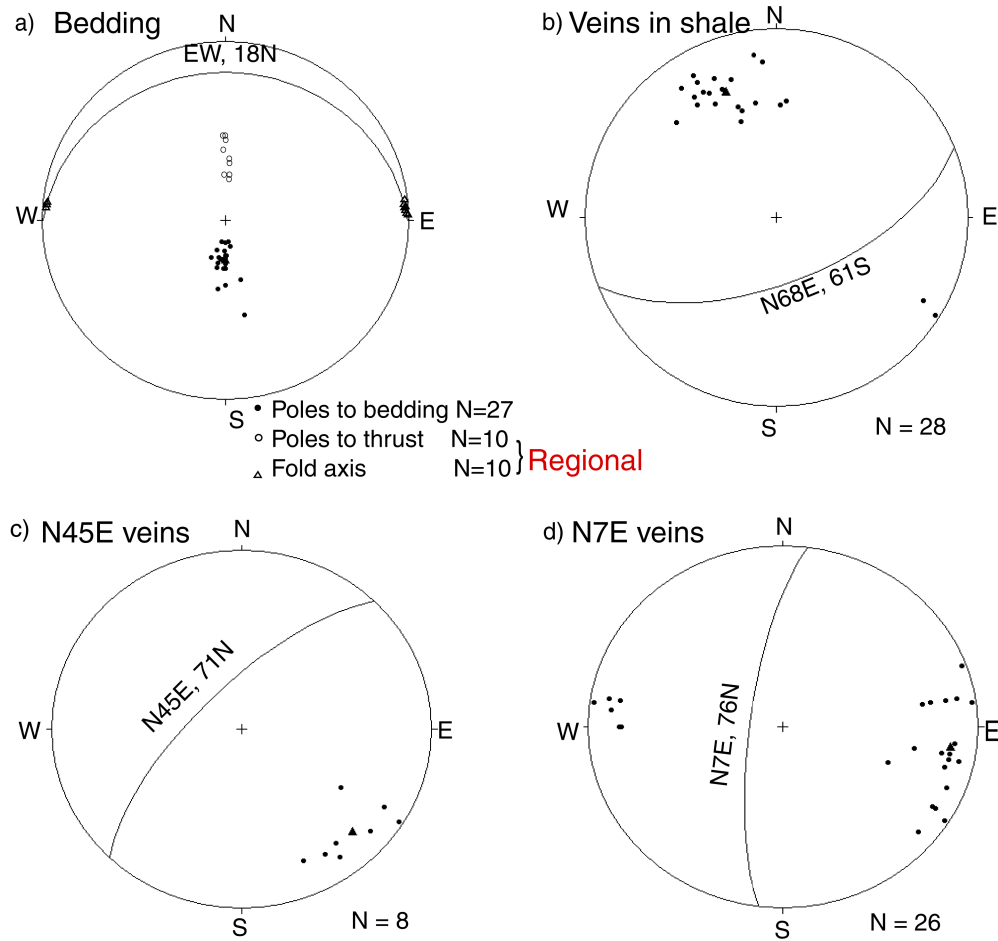 a) Bedding
N
EW, 18N
W
E
S
Poles to bedding N=27
Poles to thrust N=10
Fold axis N=10
} Regional
b) Veins in shale
N
W
E
N68E, 61S
S
N = 28
c) N45E veins
N
N45E, 71N
W
E
S
N = 8
d) N7E veins
N
W
E
N7E, 76N
S
N = 26